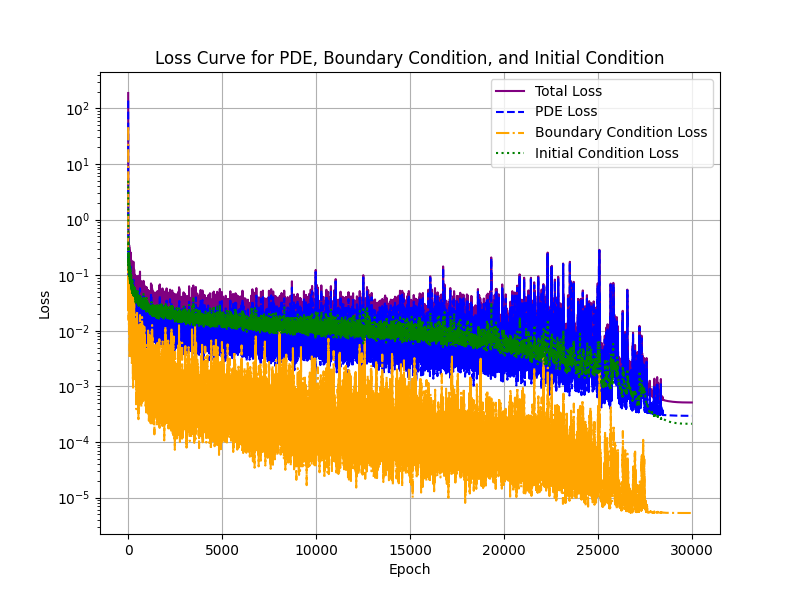 Loss Curve for PDE, Boundary Condition, and Initial Condition
Total Loss
PDE Loss
Boundary Condition Loss
Initial Condition Loss
10²
10¹
10⁰
10⁻¹
10⁻²
10⁻³
10⁻⁴
10⁻⁵
Loss
0 5000 10000 15000 20000 25000 30000
Epoch